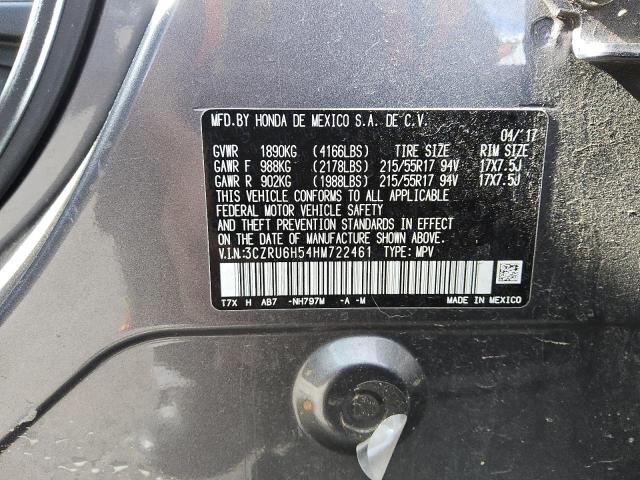 MFD.BY HONDA DE MEXICO S.A. DE C.V.
04/'17
GVWR 1890KG (4166LBS) TIRE SIZE RIM SIZE
GAWR F 988KG (2178LBS) 215/55R17 94V 17X7.5J
GAWR R 902KG (1988LBS) 215/55R17 94V 17X7.5J
THIS VEHICLE CONFORMS TO ALL APPLICABLE
FEDERAL MOTOR VEHICLE SAFETY
AND THEFT PREVENTION STANDARDS IN EFFECT
ON THE DATE OF MANUFACTURE SHOWN ABOVE.
V.I.N:3CZRU6H54HM722461 TYPE: MPV
T7X H AB7 -NH797M -A -M MADE IN MEXICO